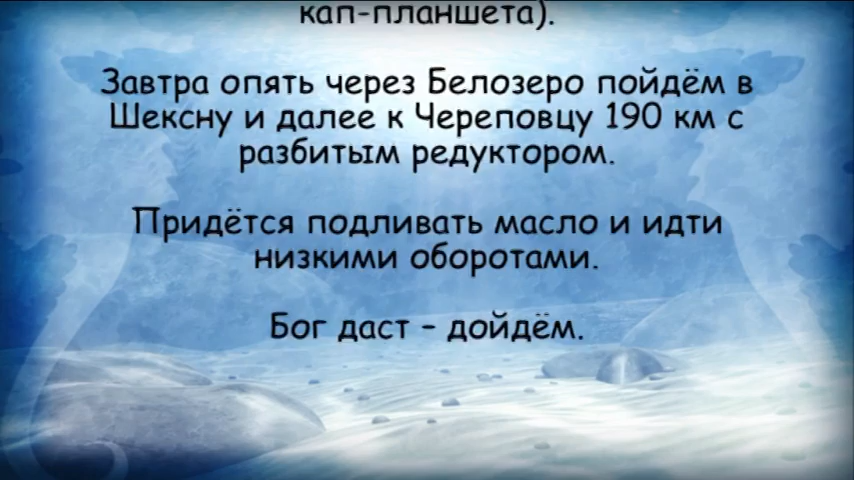 кап-планшета).
Завтра опять через Белозеро пойдём в
Шексну и далее к Череповцу 190 км с
разбитым редуктором.
Придётся подливать масло и идти
низкими оборотами.
Бог даст – дойдём.